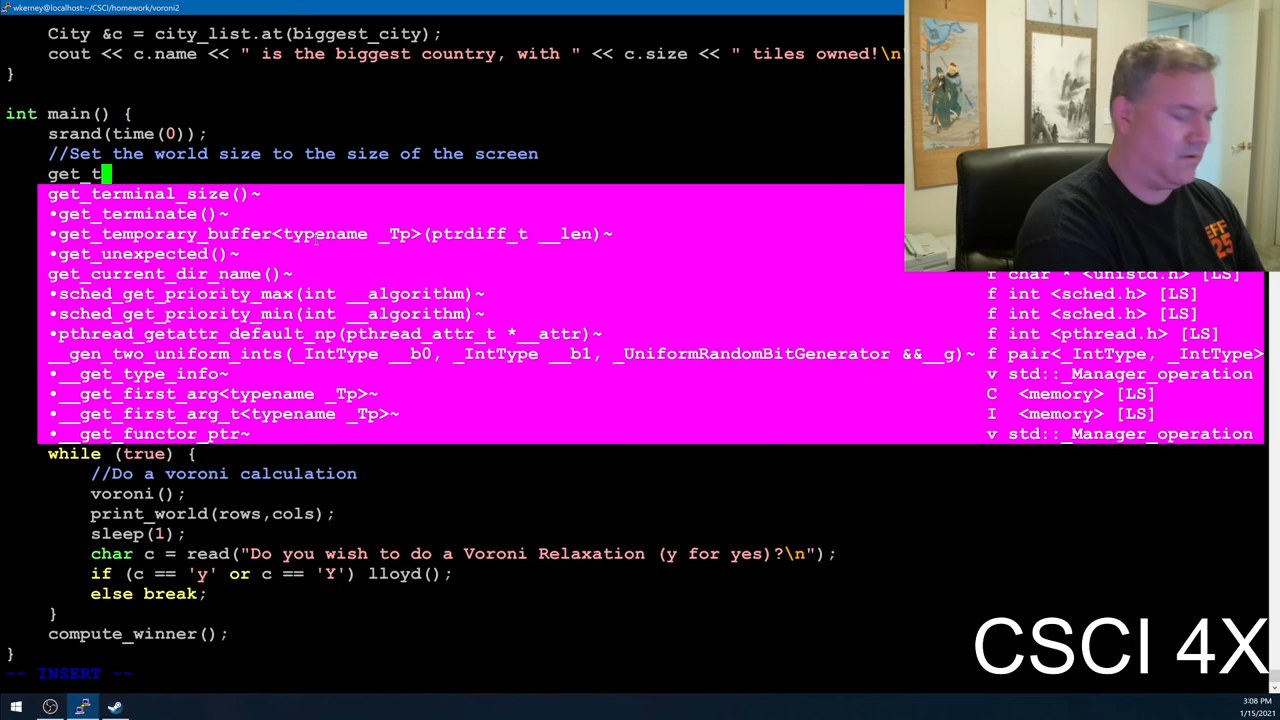 wkerney@localhost:~/CSCI/homework/voroni2
City &c = city_list.at(biggest_city);
cout << c.name << " is the biggest country, with " << c.size << " tiles owned!\n"
}
int main() {
srand(time(0));
//Set the world size to the size of the screen
get_t
get_terminal_size()~
•get_terminate()~
•get_temporary_buffer<typename _Tp>(ptrdiff_t __len)~
•get_unexpected()~
get_current_dir_name()~ f char * <unistd.h> [LS]
•sched_get_priority_max(int __algorithm)~ f int <sched.h> [LS]
•sched_get_priority_min(int __algorithm)~ f int <sched.h> [LS]
•pthread_getattr_default_np(pthread_attr_t *__attr)~ f int <pthread.h> [LS]
__gen_two_uniform_ints(_IntType __b0, _IntType __b1, _UniformRandomBitGenerator &&__g)~ f pair<_IntType, _IntType>
•__get_type_info~ v std::_Manager_operation
•__get_first_arg<typename _Tp>~ C <memory> [LS]
•__get_first_arg_t<typename _Tp>~ I <memory> [LS]
•__get_functor_ptr~ v std::_Manager_operation
while (true) {
//Do a voroni calculation
voroni();
print_world(rows,cols);
sleep(1);
char c = read("Do you wish to do a Voroni Relaxation (y for yes)?\n");
if (c == 'y' or c == 'Y') lloyd();
else break;
}
compute_winner();
}
-- INSERT --
EFF
25
CSCI 4X
3:08 PM
1/15/2021